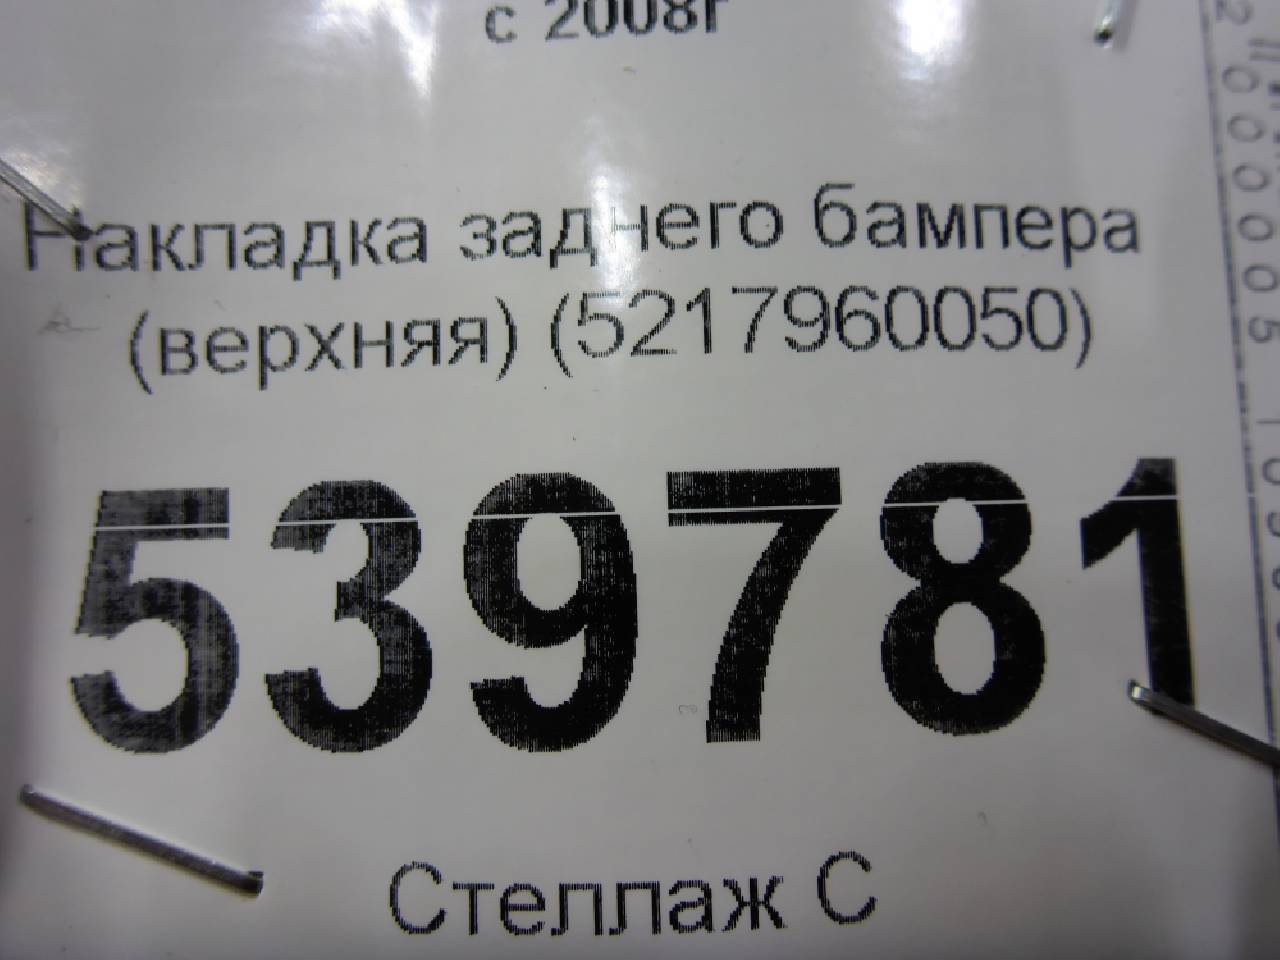 с 2008г
Накладка заднего бампера
(верхняя) (5217960050)
539781
Стеллаж С